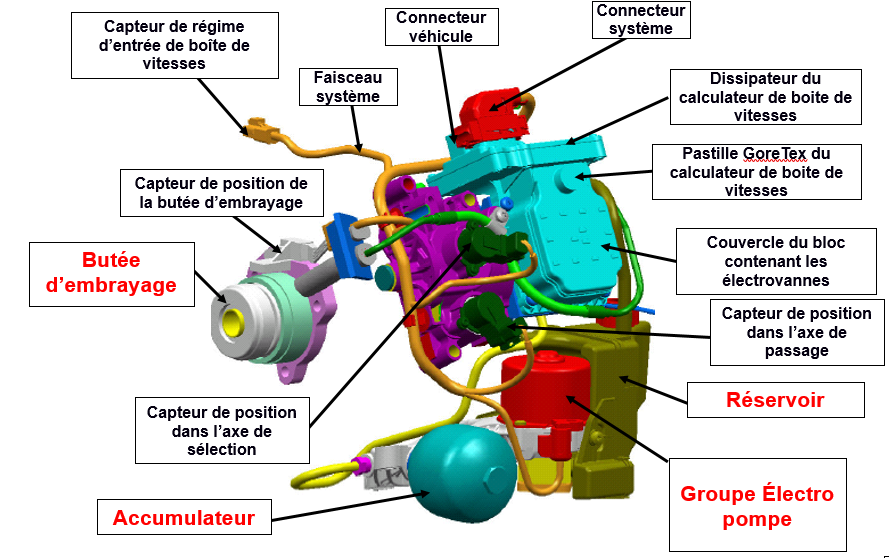 Capteur de régime
d'entrée de boîte de
vitesses
Connecteur
véhicule
Connecteur
système
Faisceau
système
Dissipateur du
calculateur de boite de
vitesses
Pastille GoreTex du
calculateur de boite de
vitesses
Capteur de position de
la butée d'embrayage
Butée
d'embrayage
Couvercle du bloc
contenant les
électrovannes
Capteur de position
dans l'axe de
passage
Réservoir
Capteur de position
dans l'axe de
sélection
Groupe Électro
pompe
Accumulateur